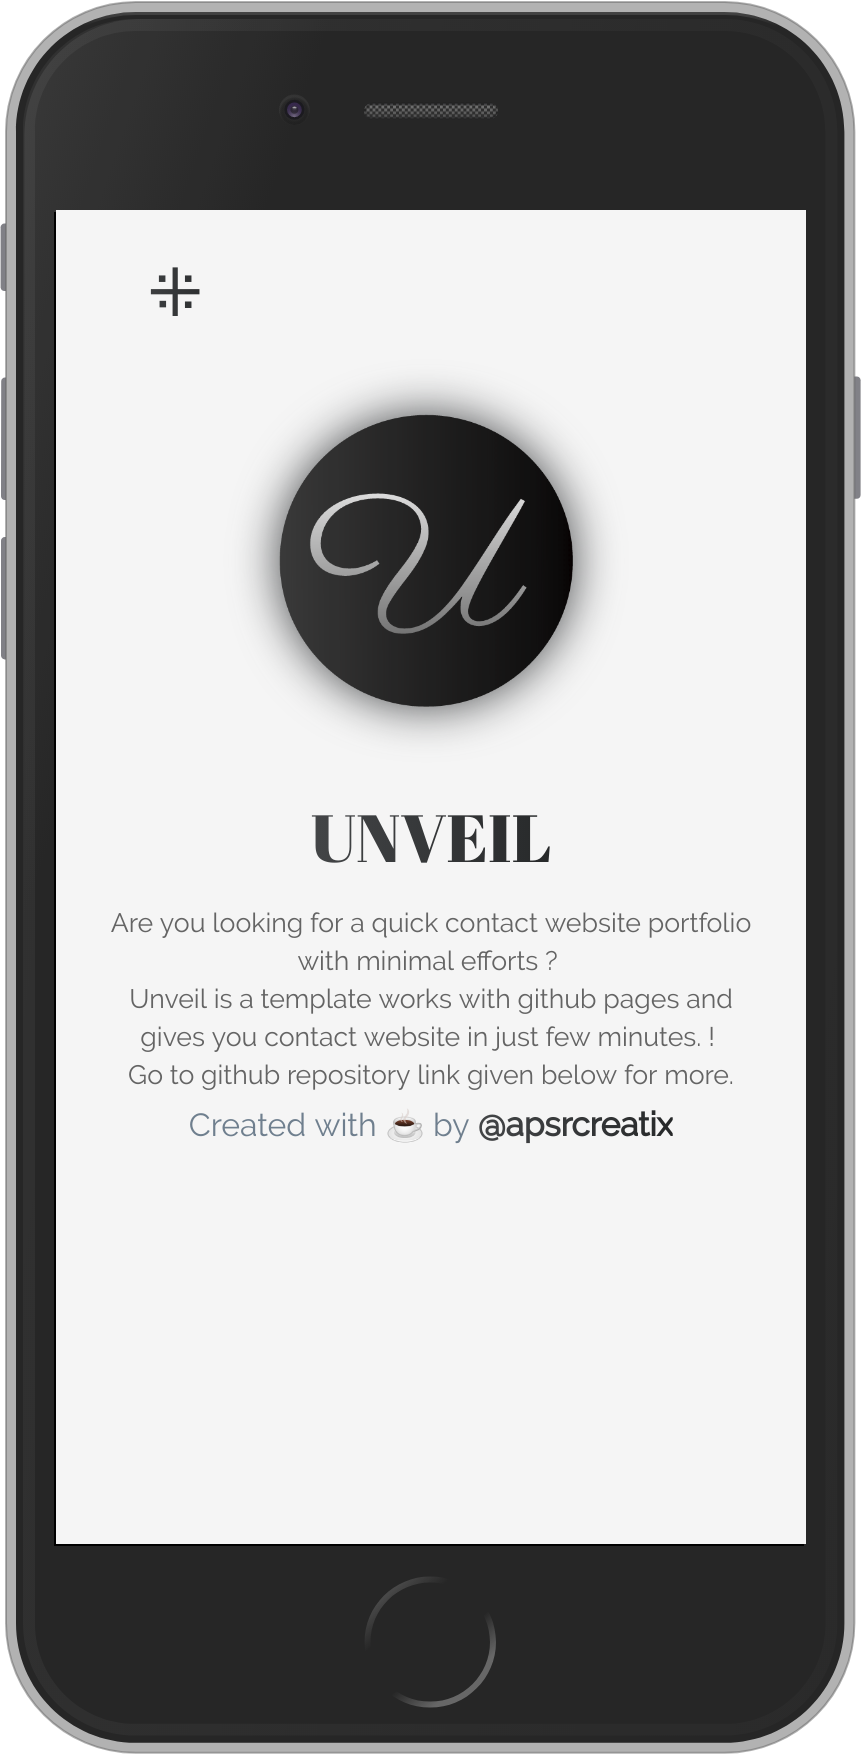 U
UNVEIL
Are you looking for a quick contact website portfolio
with minimal efforts ?
Unveil is a template works with github pages and
gives you contact website in just few minutes. !
Go to github repository link given below for more.
Created with ☕ by @apsrcreatix